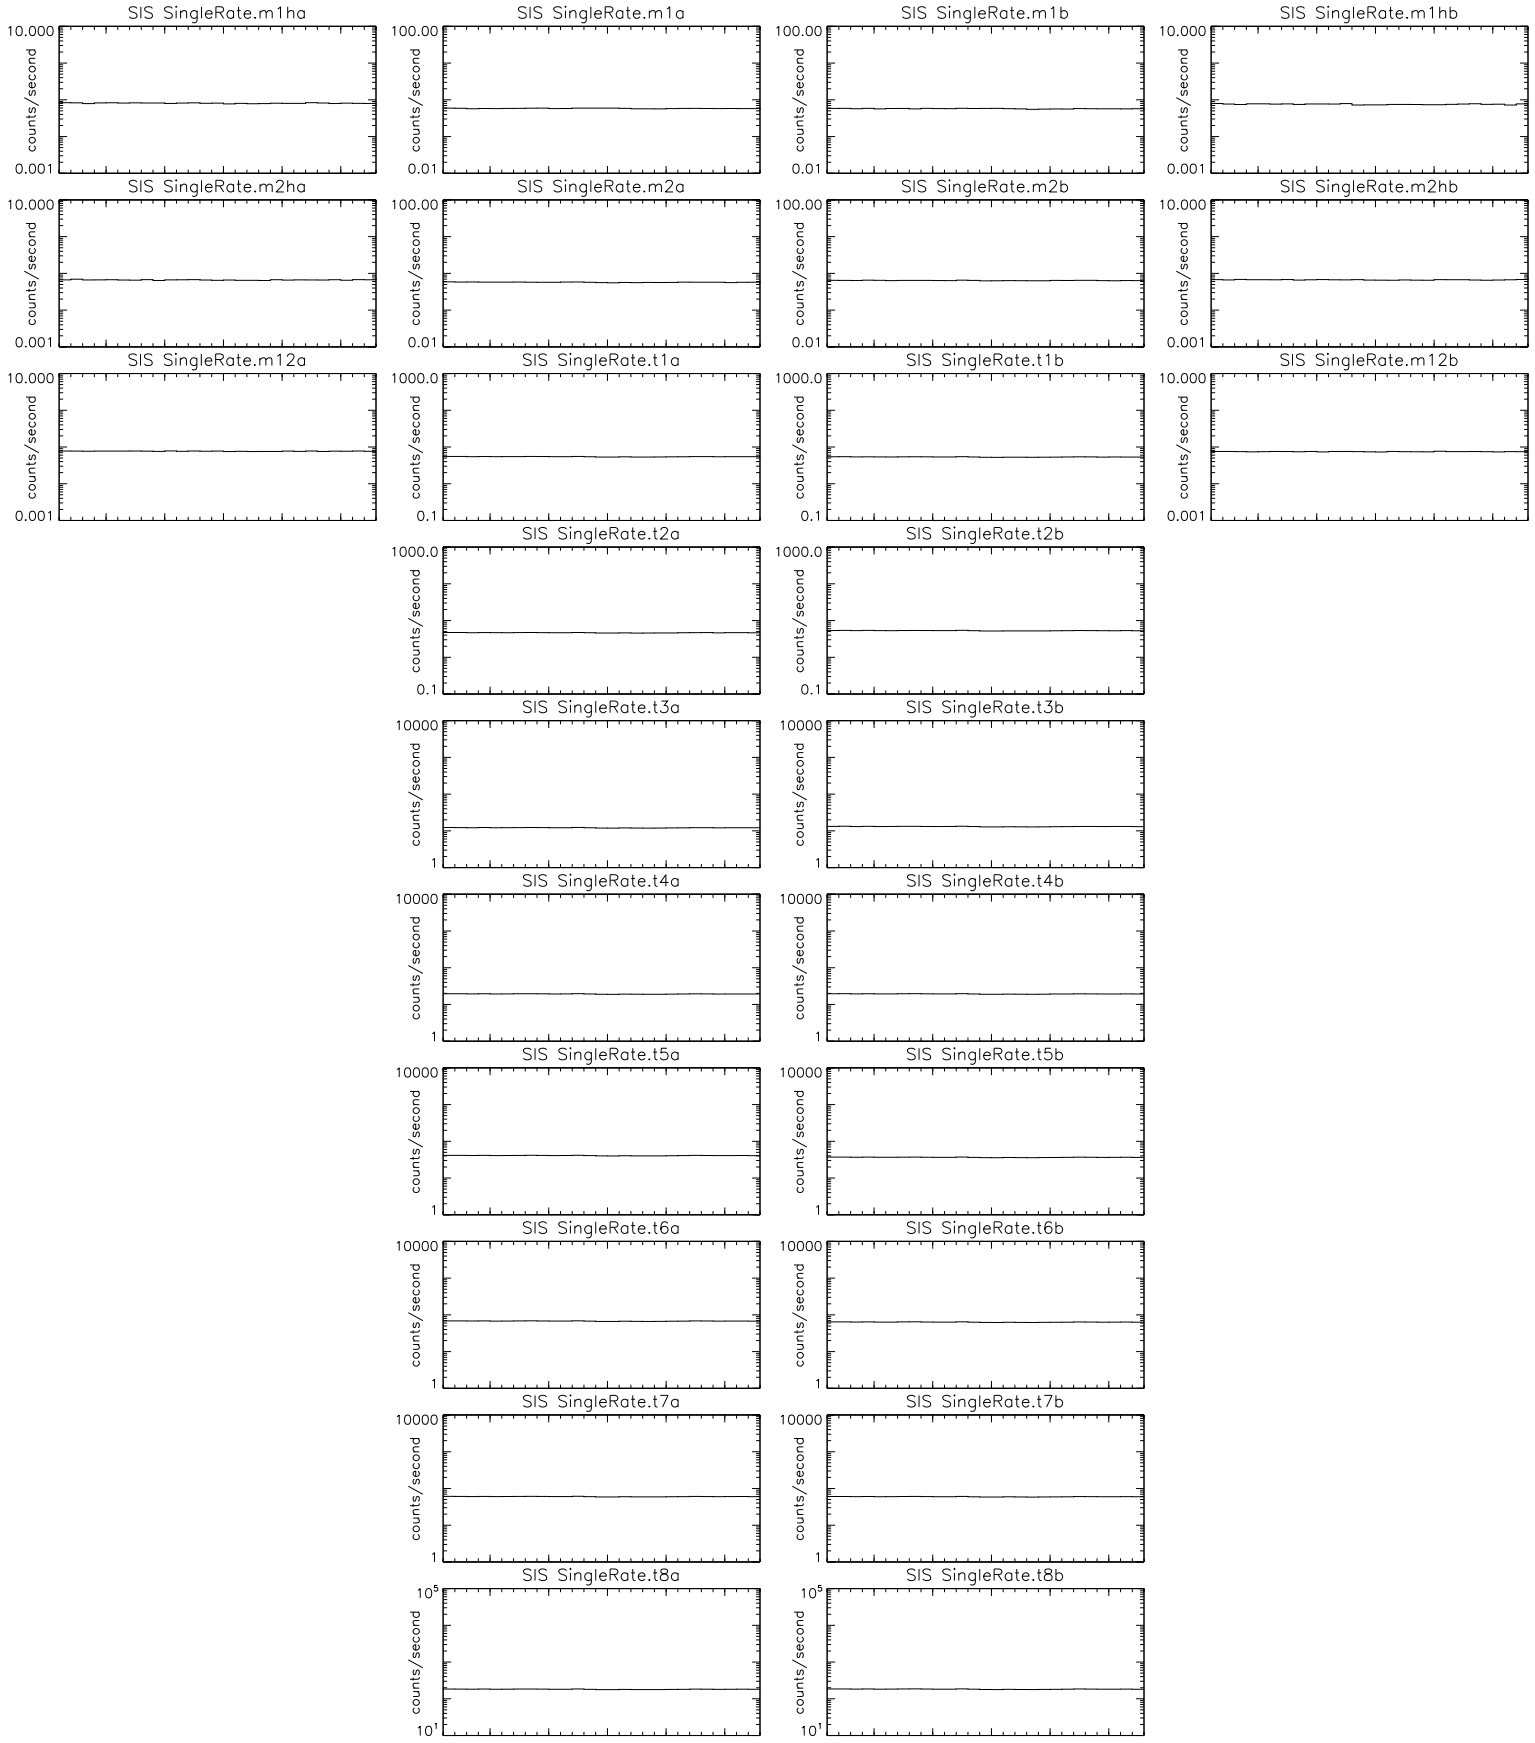 SIS SingleRate.m1ha
SIS SingleRate.m1a
SIS SingleRate.m1b
SIS SingleRate.m1hb
10.000
counts/second
0.001
100.00
counts/second
0.01
100.00
counts/second
0.01
10.000
counts/second
0.001
SIS SingleRate.m2ha
SIS SingleRate.m2a
SIS SingleRate.m2b
SIS SingleRate.m2hb
10.000
counts/second
0.001
100.00
counts/second
0.01
100.00
counts/second
0.01
10.000
counts/second
0.001
SIS SingleRate.m12a
SIS SingleRate.t1a
SIS SingleRate.t1b
SIS SingleRate.m12b
10.000
counts/second
0.001
1000.0
counts/second
0.1
1000.0
counts/second
0.1
10.000
counts/second
0.001
SIS SingleRate.t2a
SIS SingleRate.t2b
1000.0
counts/second
0.1
1000.0
counts/second
0.1
SIS SingleRate.t3a
SIS SingleRate.t3b
10000
counts/second
1
10000
counts/second
1
SIS SingleRate.t4a
SIS SingleRate.t4b
10000
counts/second
1
10000
counts/second
1
SIS SingleRate.t5a
SIS SingleRate.t5b
10000
counts/second
1
10000
counts/second
1
SIS SingleRate.t6a
SIS SingleRate.t6b
10000
counts/second
1
10000
counts/second
1
SIS SingleRate.t7a
SIS SingleRate.t7b
10000
counts/second
1
10000
counts/second
1
SIS SingleRate.t8a
SIS SingleRate.t8b
10⁵
counts/second
10¹
10⁵
counts/second
10¹